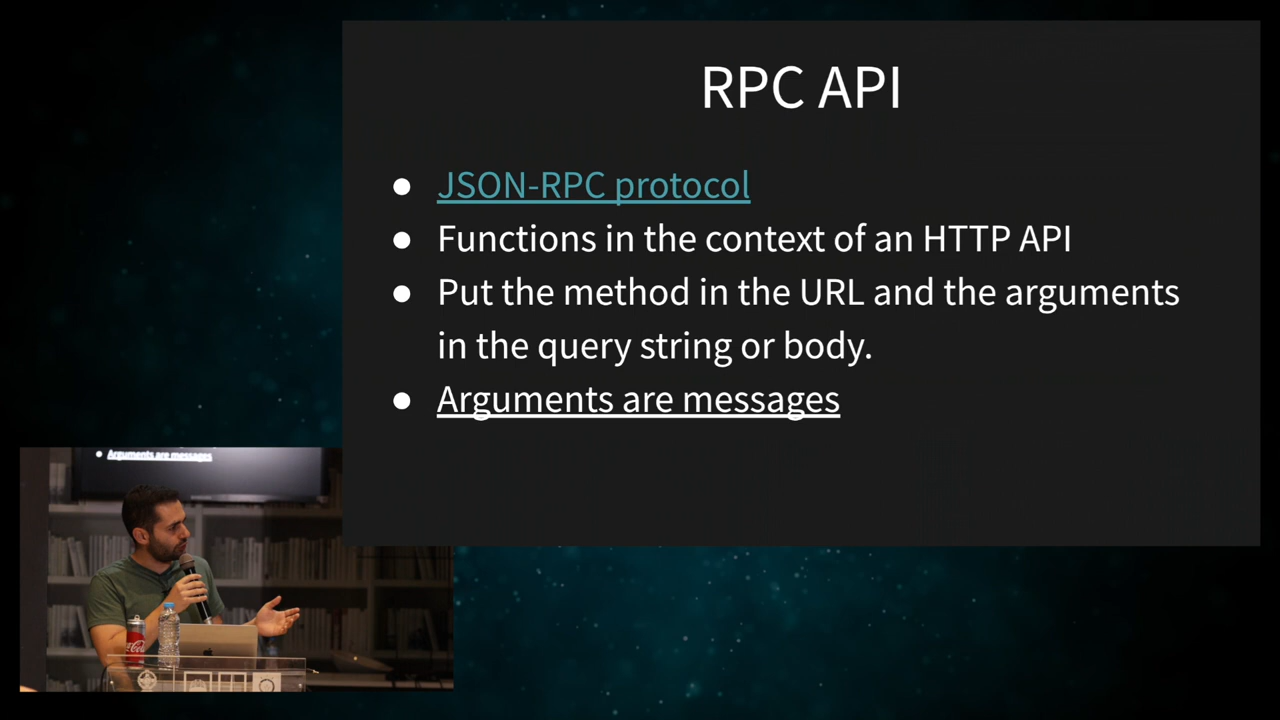 RPC API
● JSON-RPC protocol
● Functions in the context of an HTTP API
● Put the method in the URL and the arguments
in the query string or body.
● Arguments are messages
● Arguments are messages